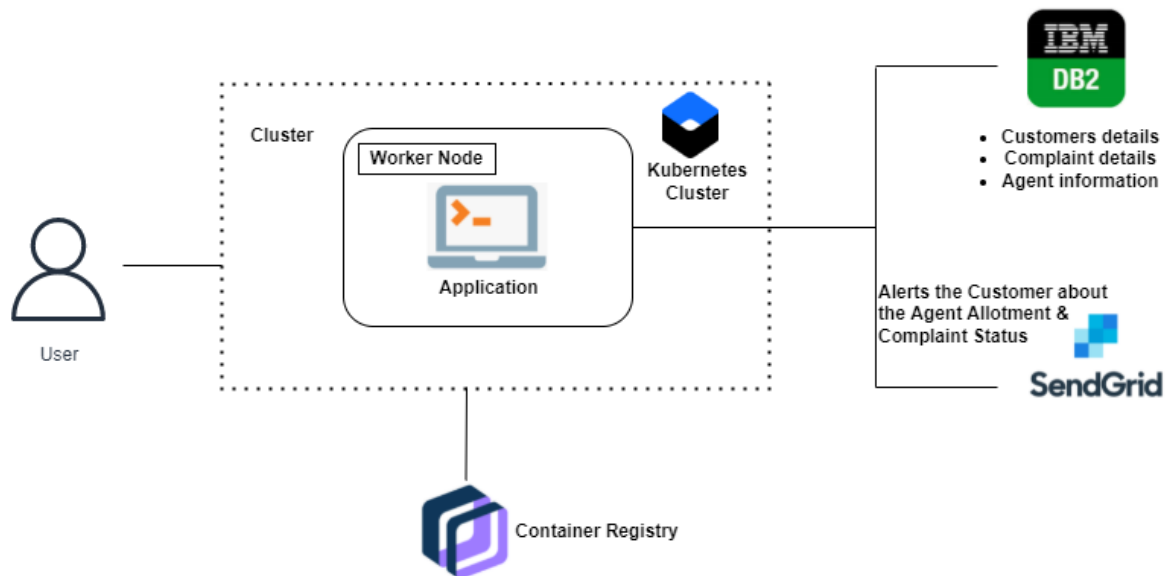 IBM
DB2
Cluster
Worker Node
Kubernetes
Cluster
• Customers details
• Complaint details
• Agent information
Application
User
Alerts the Customer about
the Agent Allotment &
Complaint Status
SendGrid
Container Registry